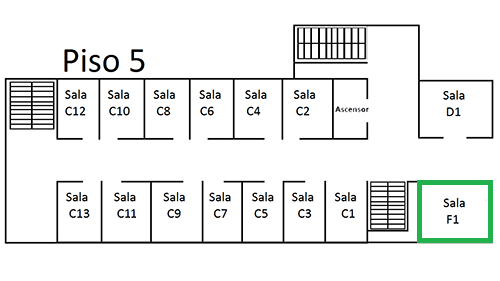 Piso 5
Sala
C12
Sala
C10
Sala
C8
Sala
C6
Sala
C4
Sala
C2
Ascensor
Sala
D1
Sala
C13
Sala
C11
Sala
C9
Sala
C7
Sala
C5
Sala
C3
Sala
C1
Sala
F1